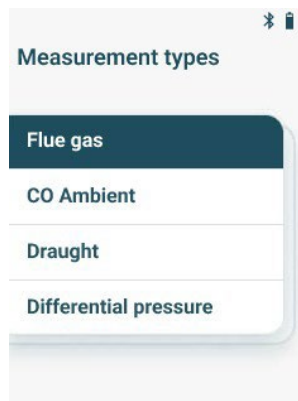 Measurement types
Flue gas
CO Ambient
Draught
Differential pressure